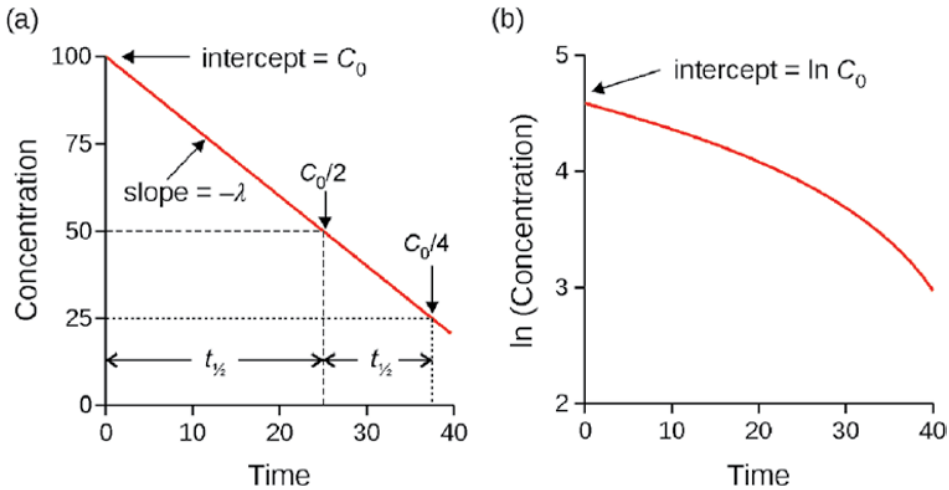 (a)
intercept = C₀
100
75
50
25
0
slope = –λ
C₀/2
C₀/4
t½
t½
0
10
20
30
40
Concentration
Time
(b)
intercept = ln C₀
5
4
3
2
0
10
20
30
40
ln (Concentration)
Time